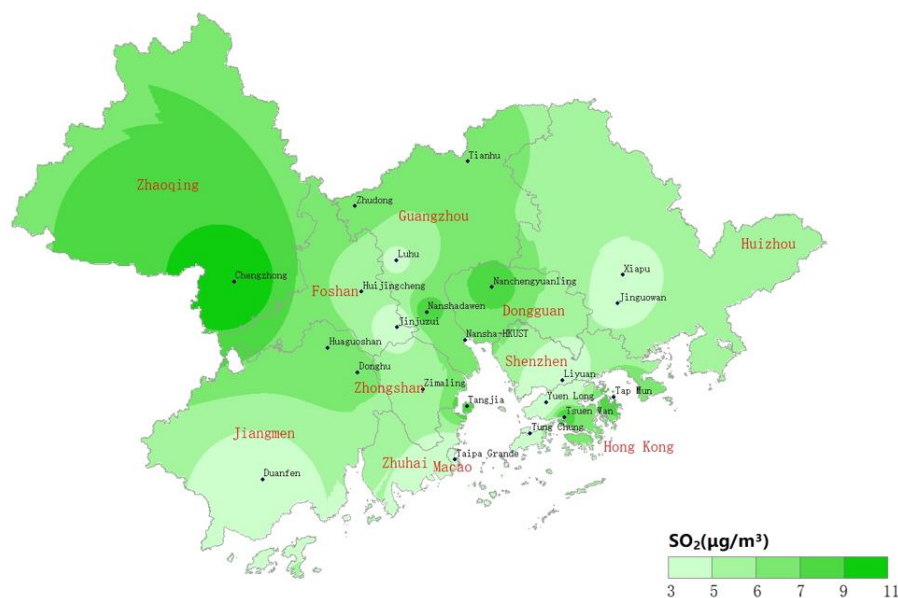 Tianhu
Zhaoqing
Zhudong
Guangzhou
Huizhou
Luhu
Xiapu
Chengzhong
Nanchengyuanling
Foshan
Huijingcheng
Jinguowan
Nanshadawen
Dongguan
Jinjuzui
Nansha-HKUST
Huaguoshan
Shenzhen
Donghu
Liyuan
Zhongshan
Zimaling
Tap Mun
Yuen Long
Tangjia
Tsuen Wan
Jiangmen
Tung Chung
Hong Kong
Taipa Grande
Zhuhai
Macao
Duanfen
SO₂(μg/m³)
3 5 6 7 9 11